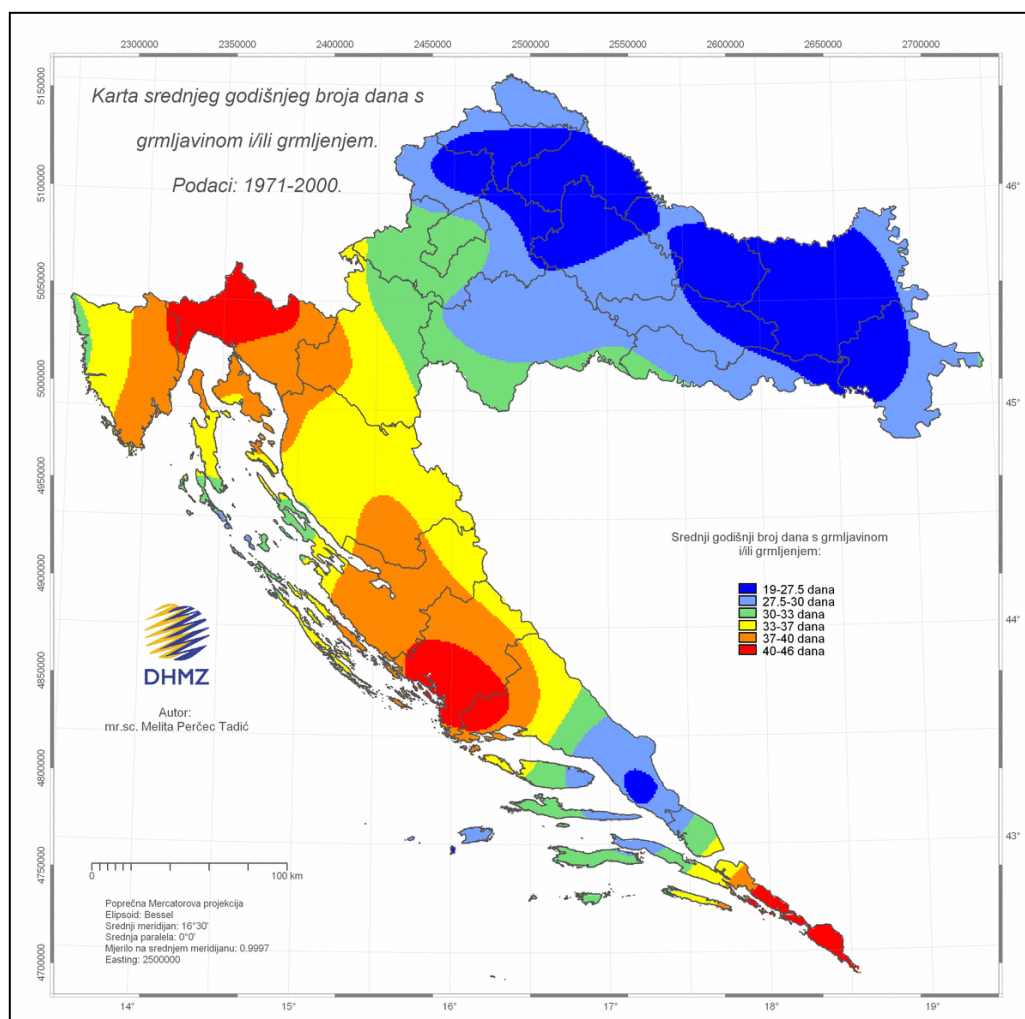 2300000 2350000 2400000 2450000 2500000 2550000 2600000 2650000 2700000
Karta srednjeg godišnjeg broja dana s
grmljavinom i/ili grmljenjem.
Podaci: 1971-2000.
5150000
5100000
5050000
5000000
4950000
4900000
4850000
4800000
4750000
4700000
46°
45°
44°
43°
Srednji godišnji broj dana s grmljavinom
i/ili grmljenjem:
19-27.5 dana
27.5-30 dana
30-33 dana
33-37 dana
37-40 dana
40-46 dana
DHMZ
Autor:
mr.sc. Melita Perčec Tadić
0 100 km
Poprečna Mercatorova projekcija
Elipsoid: Bessel
Srednji meridijan: 16°30'
Srednja paralela: 0°0'
Mjerilo na srednjem meridijanu: 0.9997
Easting: 2500000
14° 15° 16° 17° 18° 19°